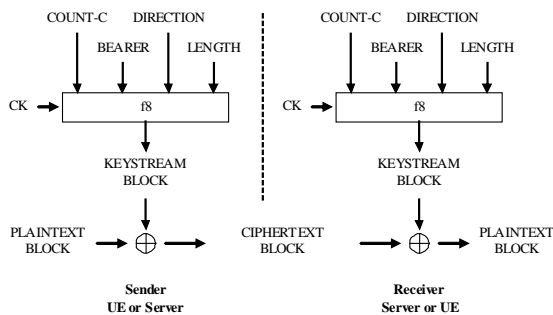 COUNT-C DIRECTION COUNT-C DIRECTION
BEARER LENGTH BEARER LENGTH
CK f8 CK f8
KEYSTREAM KEYSTREAM
BLOCK BLOCK
PLAINTEXT CIPHERTEXT PLAINTEXT
BLOCK BLOCK BLOCK
Sender Receiver
UE or Server Server or UE